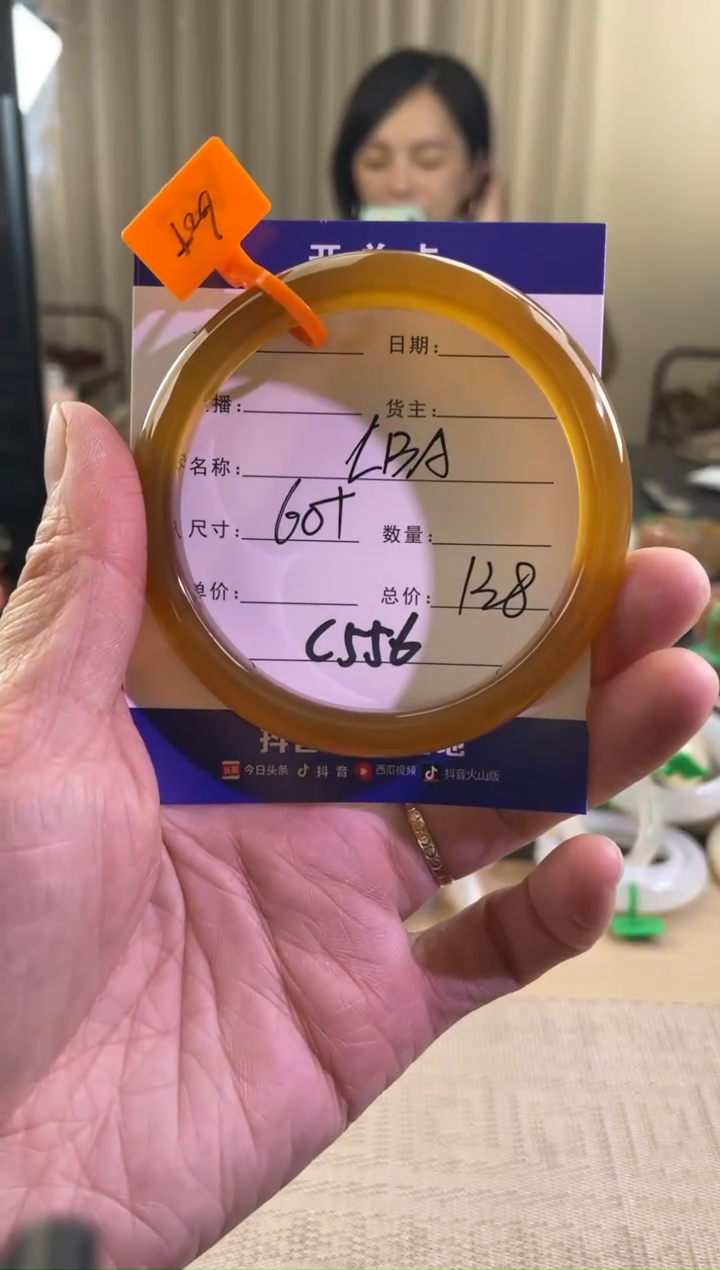 日期:
播:
货主:
名称: LBA
尺寸: 60+
数量:
单价:
总价: 128
C556
今日头条 抖音 西瓜视频 抖音火山版